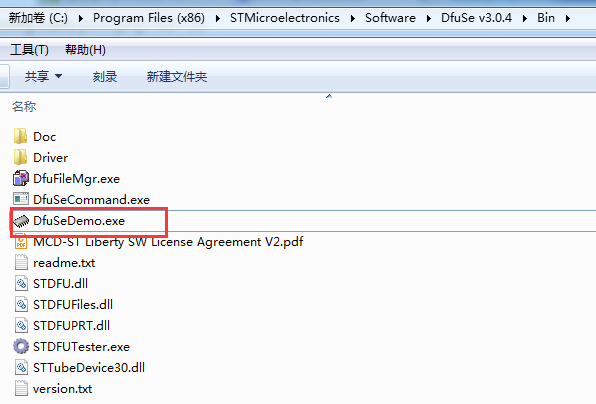 新加卷 (C:) ▸ Program Files (x86) ▸ STMicroelectronics ▸ Software ▸ DfuSe v3.0.4 ▸ Bin ▸
工具(T) 帮助(H)
共享 刻录 新建文件夹
名称
Doc
Driver
DfuFileMgr.exe
DfuSeCommand.exe
DfuSeDemo.exe
MCD-ST Liberty SW License Agreement V2.pdf
readme.txt
STDFU.dll
STDFUFiles.dll
STDFUPRT.dll
STDFUTester.exe
STTubeDevice30.dll
version.txt